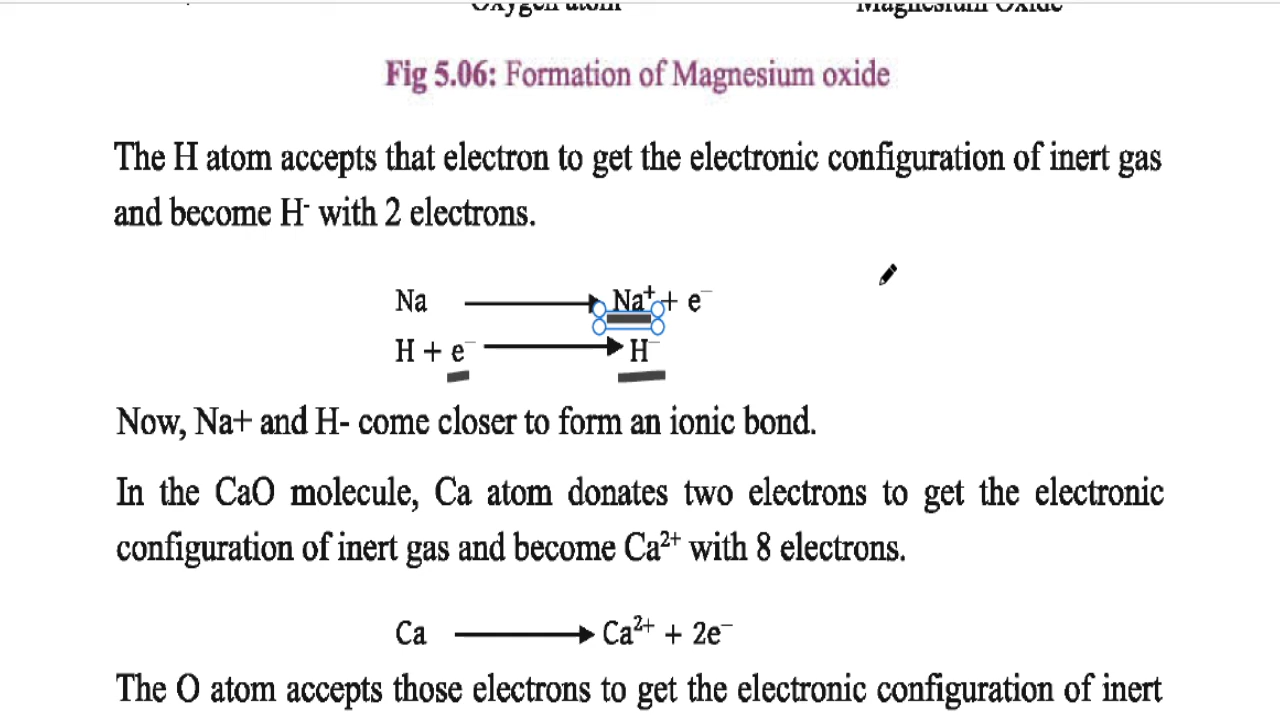 Fig 5.06: Formation of Magnesium oxide
The H atom accepts that electron to get the electronic configuration of inert gas
and become H⁻ with 2 electrons.
Na ⟶ Na⁺ + e⁻
H + e⁻ ⟶ H⁻
Now, Na+ and H- come closer to form an ionic bond.
In the CaO molecule, Ca atom donates two electrons to get the electronic
configuration of inert gas and become Ca²⁺ with 8 electrons.
Ca ⟶ Ca²⁺ + 2e⁻
The O atom accepts those electrons to get the electronic configuration of inert